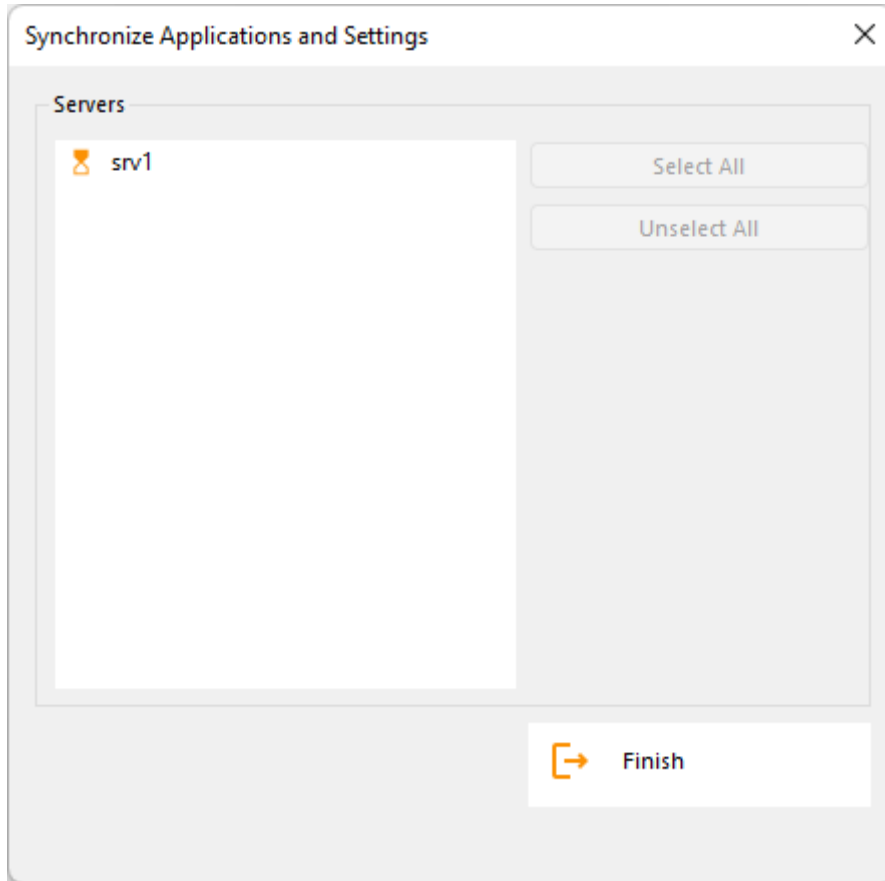 Synchronize Applications and Settings
Servers
srv1
Select All
Unselect All
Finish